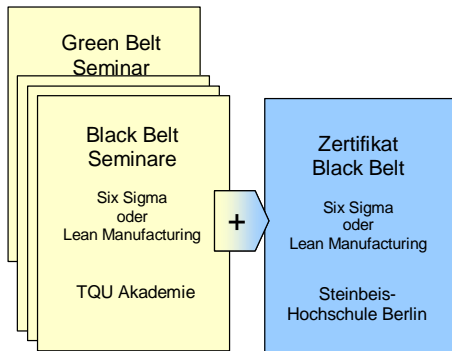 Green Belt
Seminar
Black Belt
Seminare
Six Sigma
oder
Lean Manufacturing
TQU Akademie
+
Zertifikat
Black Belt
Six Sigma
oder
Lean Manufacturing
Steinbeis-
Hochschule Berlin